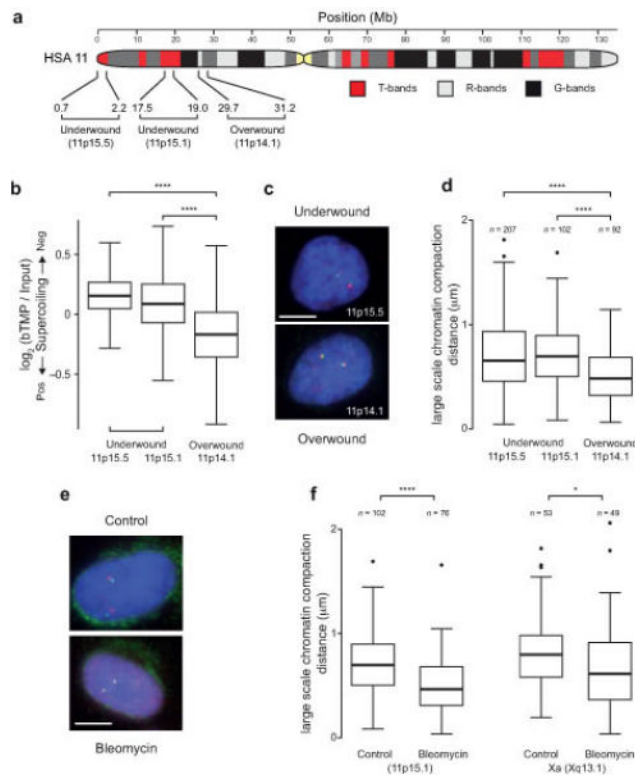 a
Position (Mb)
0 10 20 30 40 50 60 70 80 90 100 110 120 130
HSA 11
T-bands R-bands G-bands
0.7 2.2 17.5 19.0 29.7 31.2
Underwound Underwound Overwound
(11p15.5) (11p15.1) (11p14.1)
b
****
****
log2 (bTMP / Input)
Pos ← Supercoiling → Neg
0.5
0
−0.5
Underwound Overwound
11p15.5 11p15.1 11p14.1
c
Underwound
11p15.5
11p14.1
Overwound
d
****
****
n = 207 n = 102 n = 92
large scale chromatin compaction
distance (μm)
2
1
0
Underwound Overwound
11p15.5 11p15.1 11p14.1
e
Control
Bleomycin
f
**** *
n = 102 n = 76 n = 53 n = 49
large scale chromatin compaction
distance (μm)
2
1
0
Control Bleomycin Control Bleomycin
(11p15.1) Xa (Xq13.1)